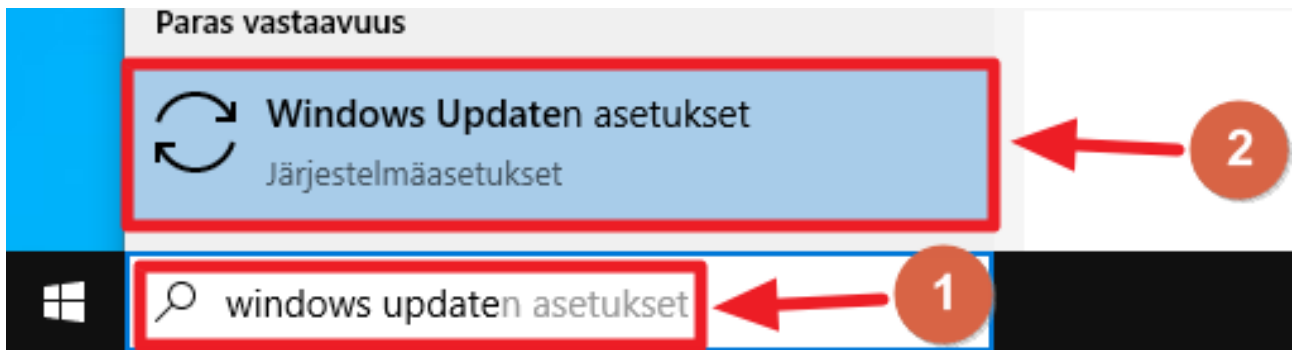 Paras vastaavuus
Windows Updaten asetukset
Järjestelmäasetukset
2
windows updaten asetukset
1